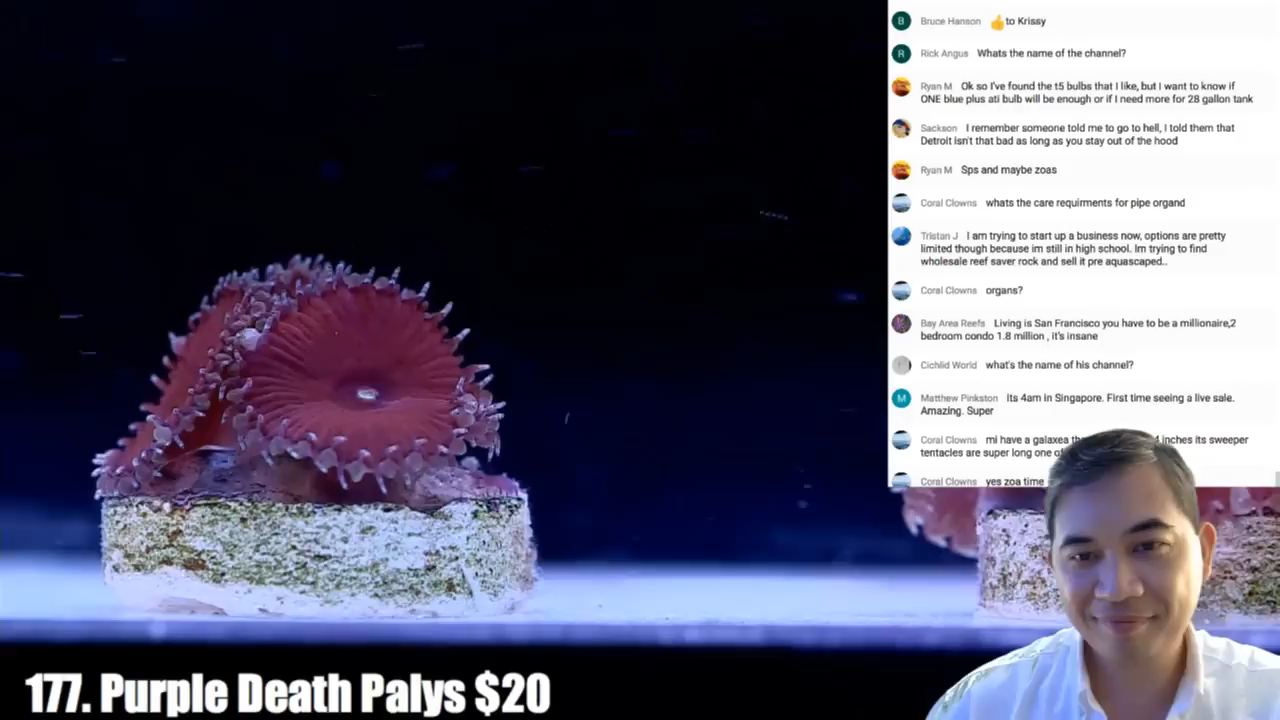 B Bruce Hanson 👍to Krissy
R Rick Angus Whats the name of the channel?
Ryan M Ok so I've found the t5 bulbs that I like, but I want to know if
ONE blue plus ati bulb will be enough or if I need more for 28 gallon tank
Sackson I remember someone told me to go to hell, I told them that
Detroit isn't that bad as long as you stay out of the hood
Ryan M Sps and maybe zoas
Coral Clowns whats the care requirments for pipe organd
Tristan J I am trying to start up a business now, options are pretty
limited though because im still in high school. Im trying to find
wholesale reef saver rock and sell it pre aquascaped..
Coral Clowns organs?
Bay Area Reefs Living is San Francisco you have to be a millionaire,2
bedroom condo 1.8 million , it's insane
Cichlid World what's the name of his channel?
M Matthew Pinkston its 4am in Singapore. First time seeing a live sale.
Amazing. Super
Coral Clowns mi have a galaxea inches its sweeper
tentacles are super long one
Coral Clowns yes zoa time
177. Purple Death Palys $20